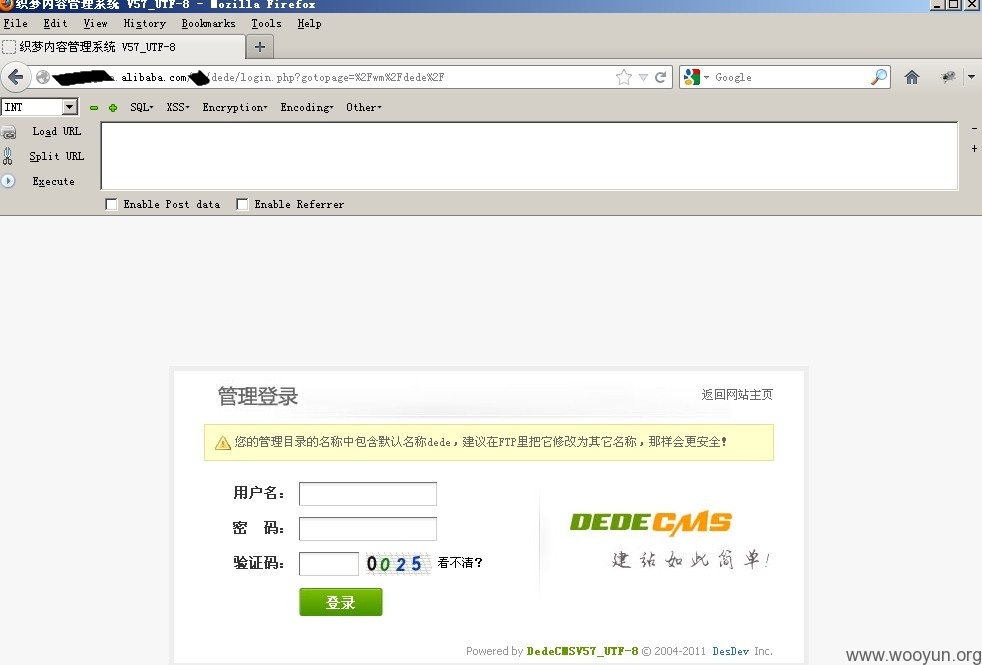 织梦内容管理系统 V57_UTF-8 - Mozilla Firefox
File Edit View History Bookmarks Tools Help
织梦内容管理系统 V57_UTF-8
.alibaba.com/ /dede/login.php?gotopage=%2Fwm%2Fdede%2F Google
INT SQL XSS Encryption Encoding Other
Load URL
Split URL
Execute
Enable Post data Enable Referrer
管理登录 返回网站主页
您的管理目录的名称中包含默认名称dede，建议在FTP里把它修改为其它名称，那样会更安全！
用户名：
密 码：
验证码： 0025 看不清？
登录
DEDECMS
建站如此简单！
Powered by DedeCMSV57_UTF-8 © 2004-2011 DesDev Inc.
www.wooyun.org